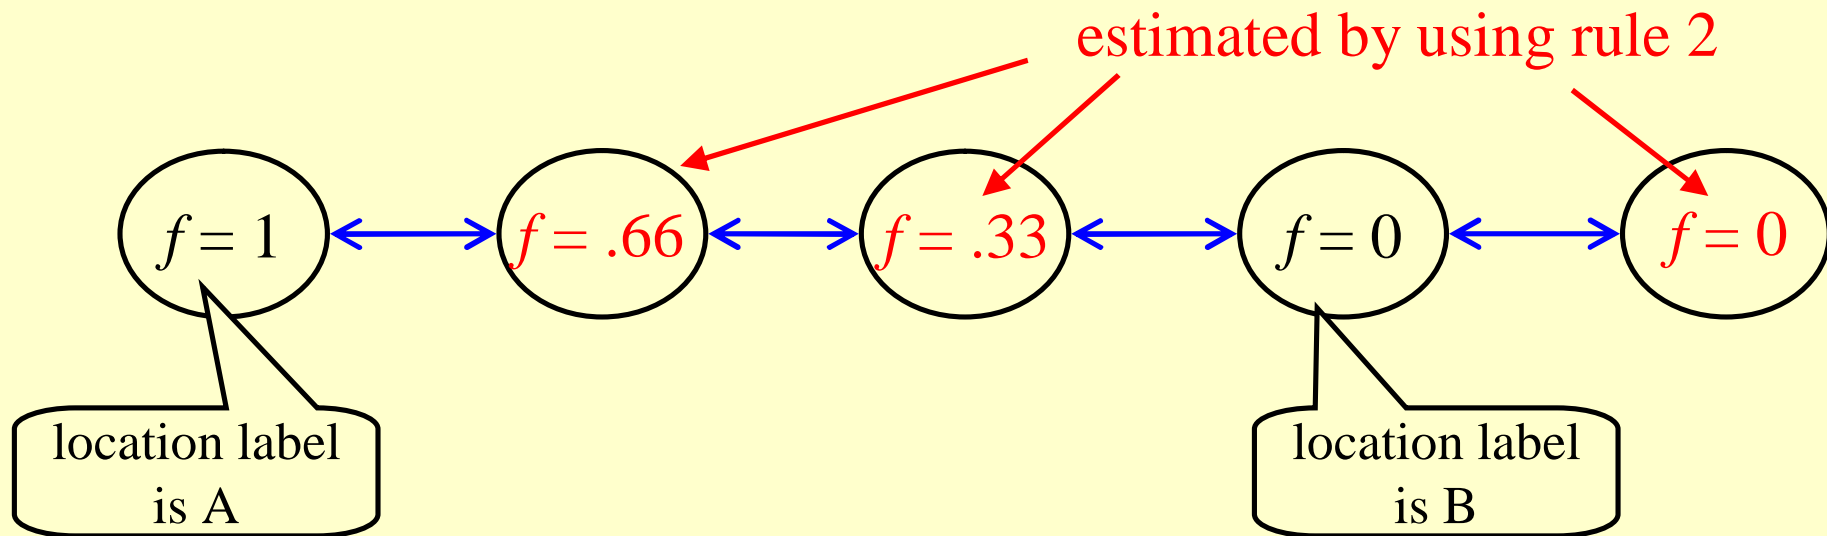 estimated by using rule 2
f = 1
f = .66
f = .33
f = 0
f = 0
location label
is A
location label
is B